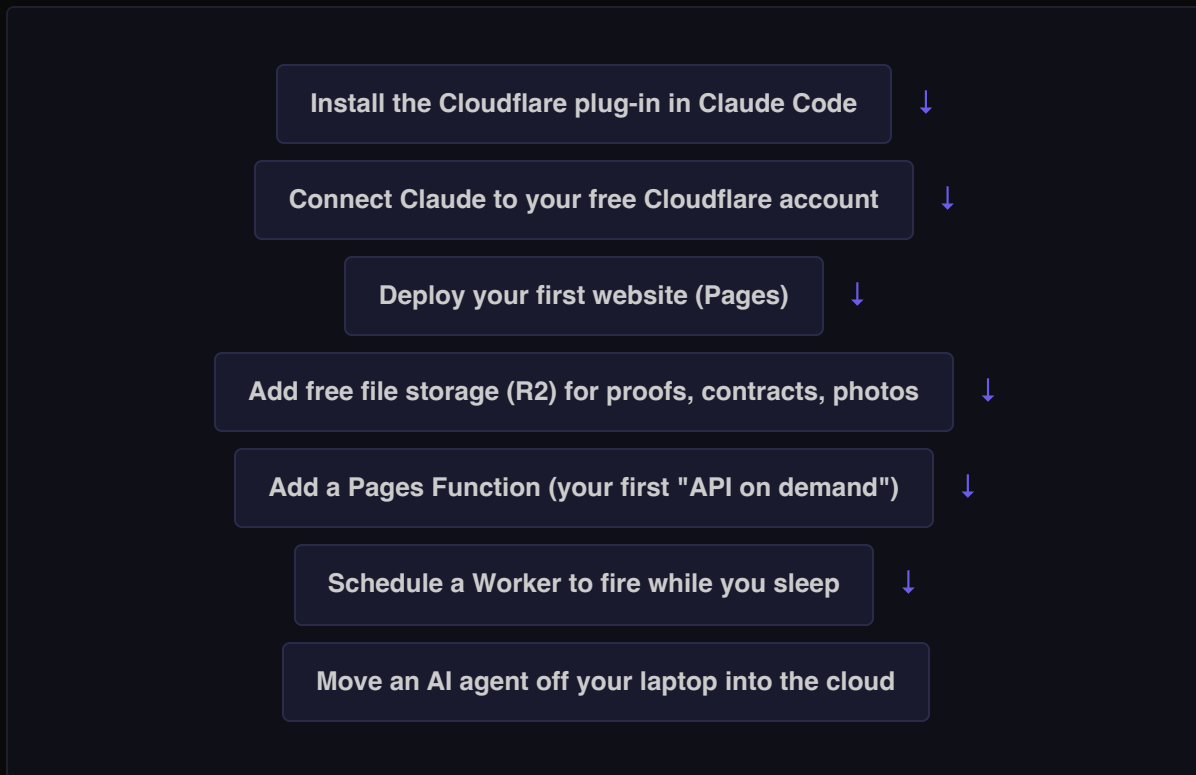 Install the Cloudflare plug-in in Claude Code ↓
Connect Claude to your free Cloudflare account ↓
Deploy your first website (Pages) ↓
Add free file storage (R2) for proofs, contracts, photos ↓
Add a Pages Function (your first "API on demand") ↓
Schedule a Worker to fire while you sleep ↓
Move an AI agent off your laptop into the cloud